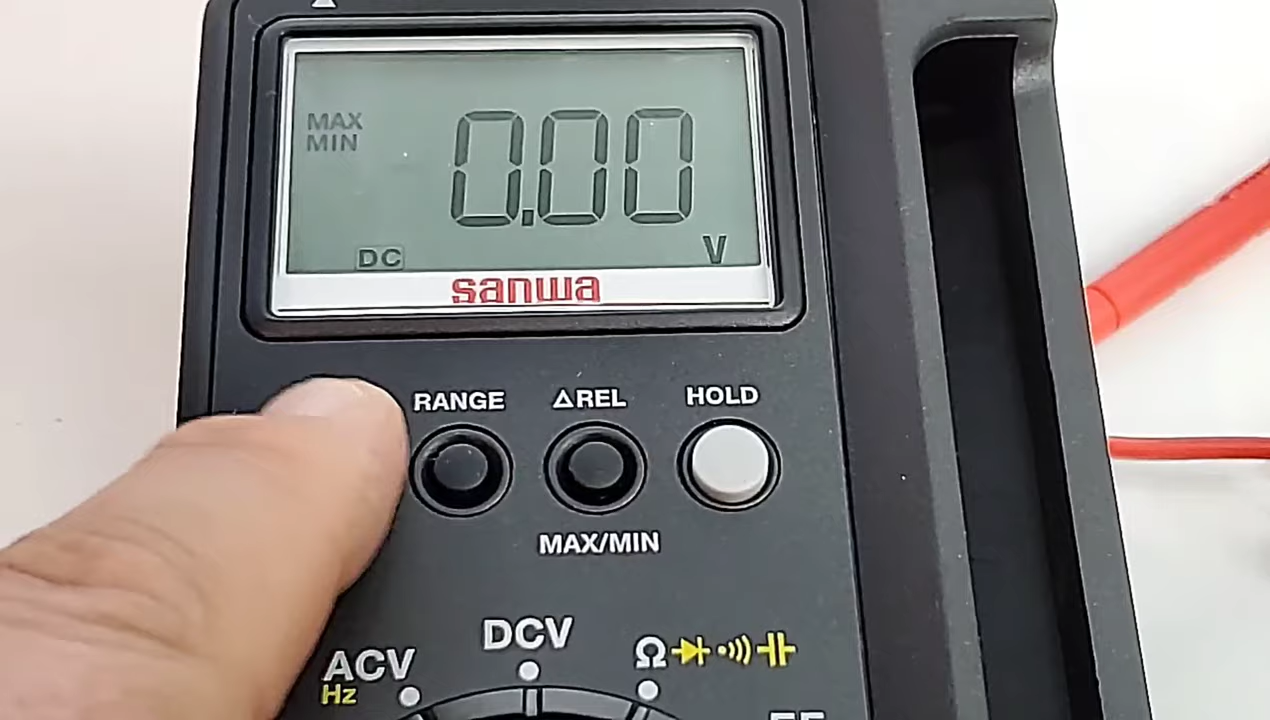 MAX
MIN
0.00
DC
V
sanwa
RANGE
△REL
HOLD
MAX/MIN
DCV
Ω
ACV
Hz